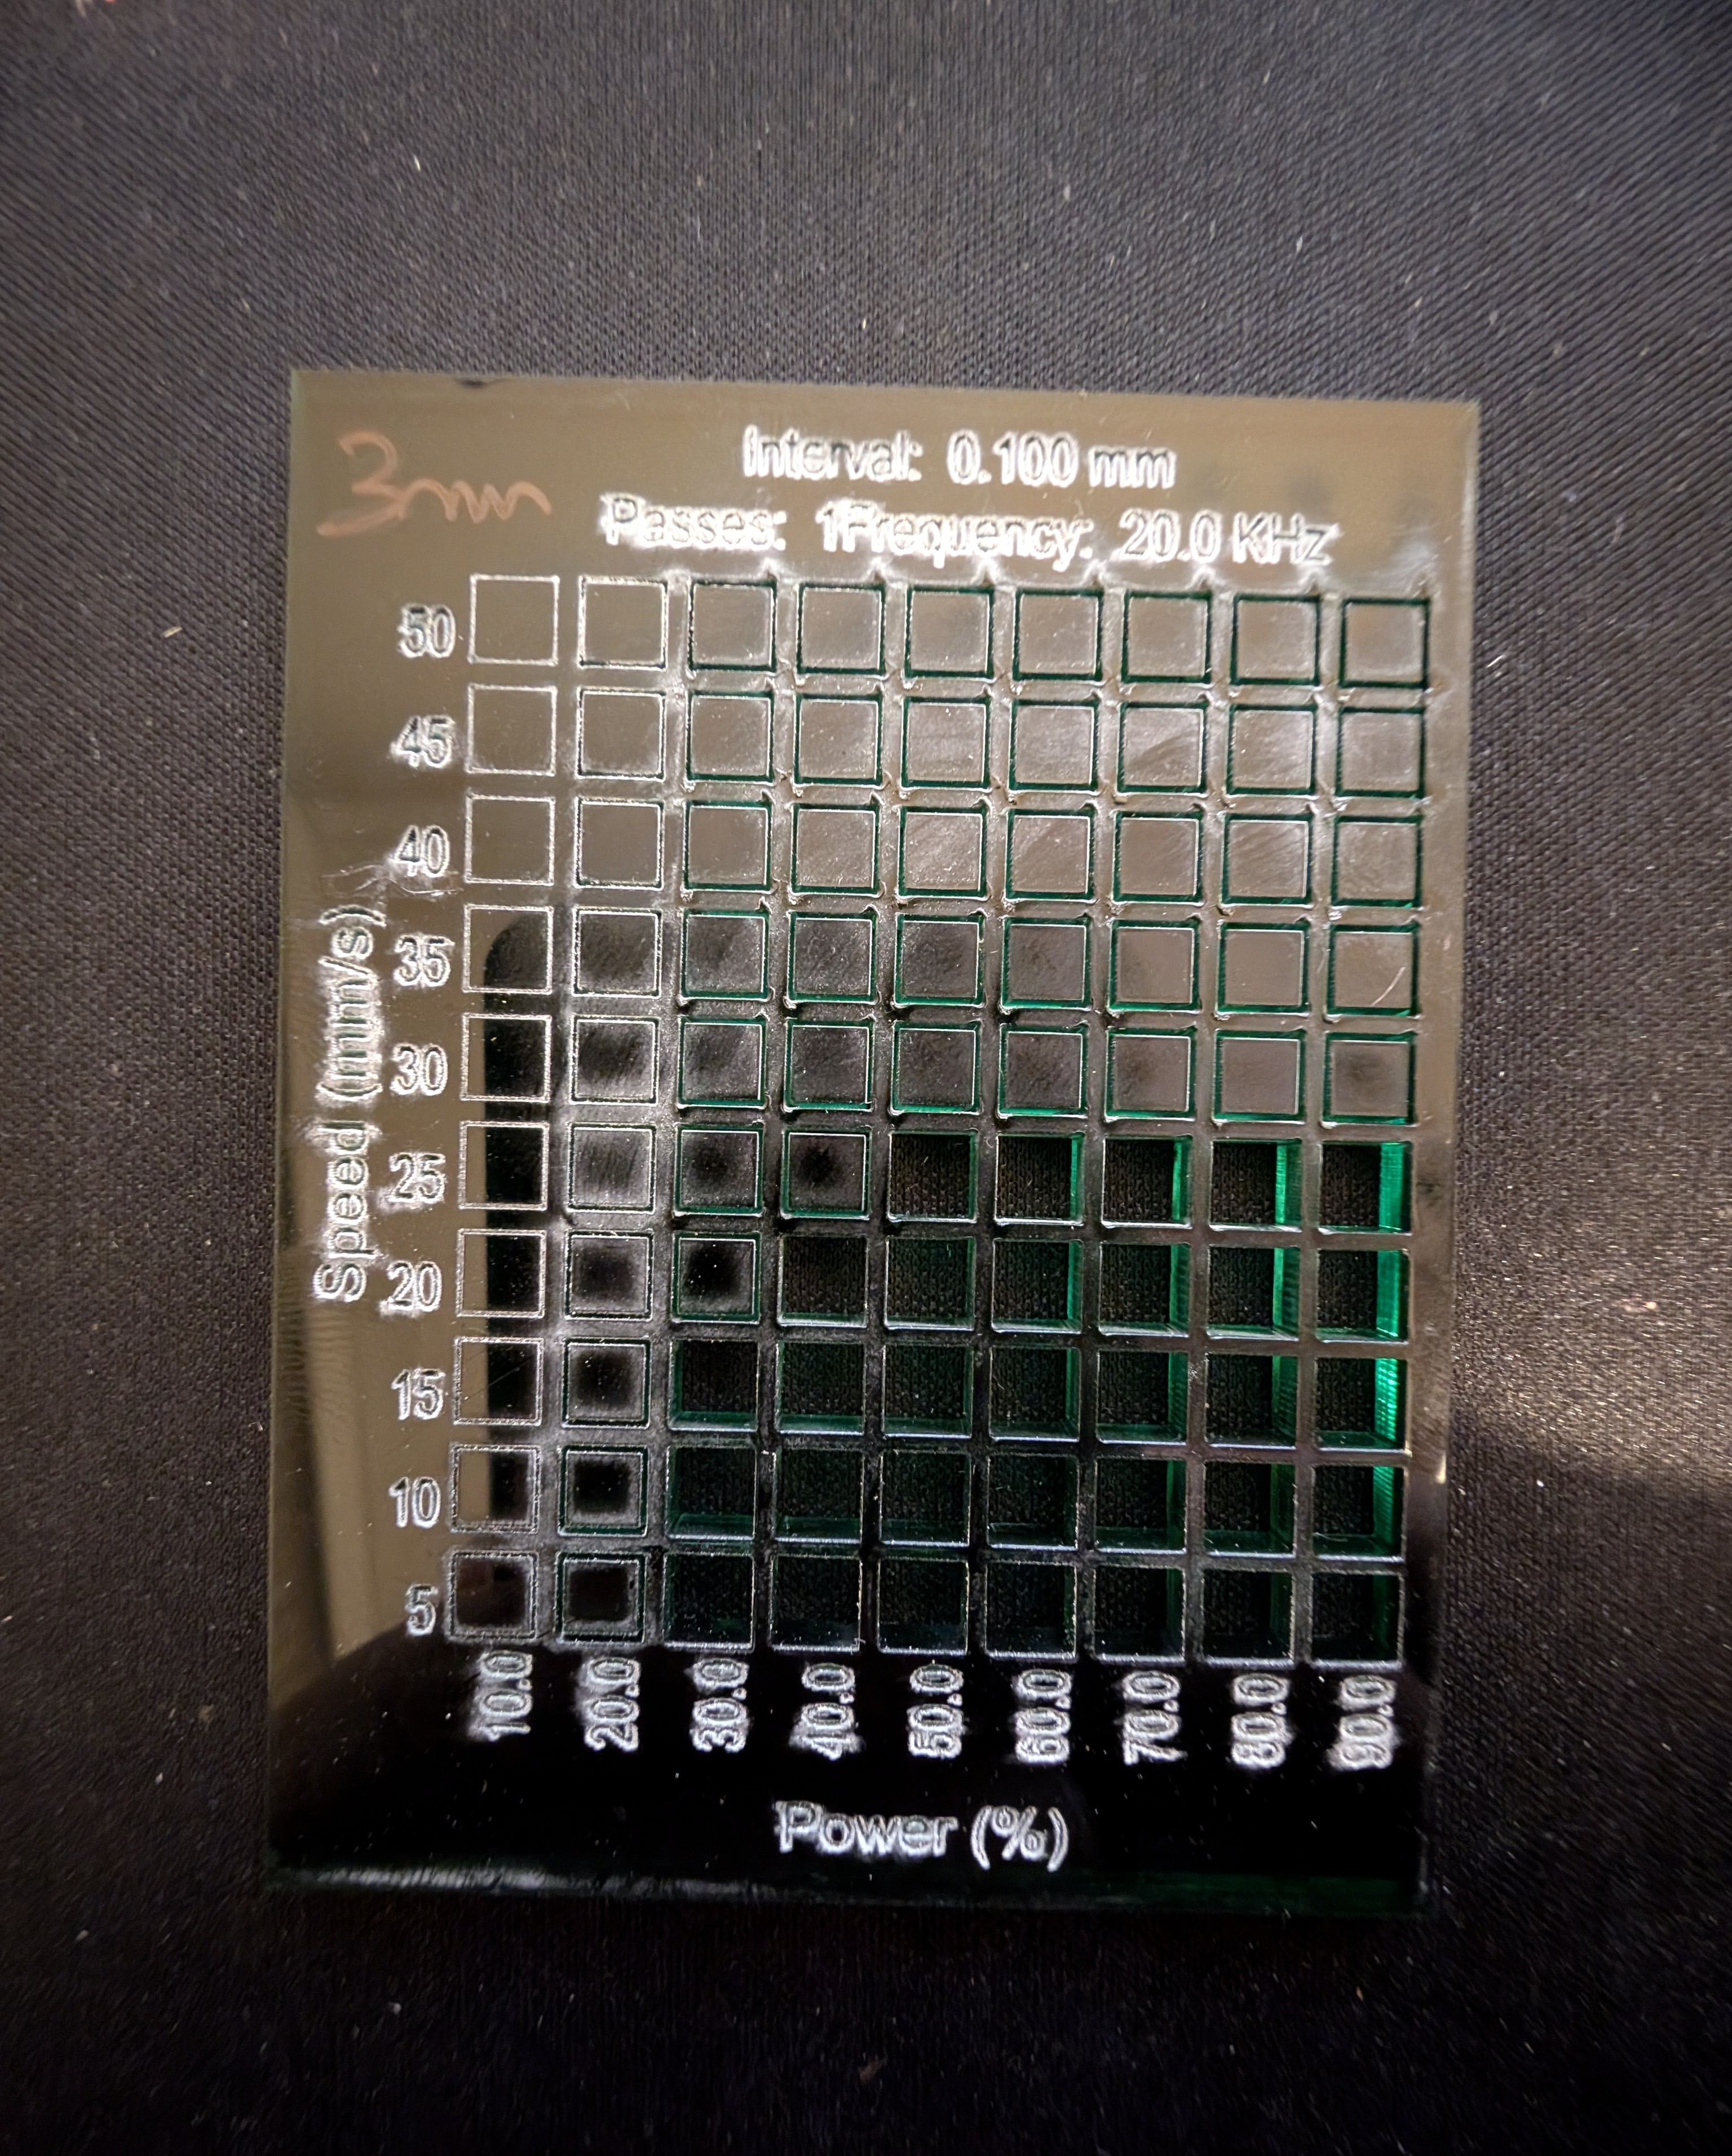 3mm
Interval: 0.100 mm
Passes: 1Frequency: 20.0 KHz
50
45
40
35
30
25
20
15
10
5
Speed (mm/s)
10.0 20.0 30.0 40.0 50.0 60.0 70.0 80.0 90.0
Power (%)